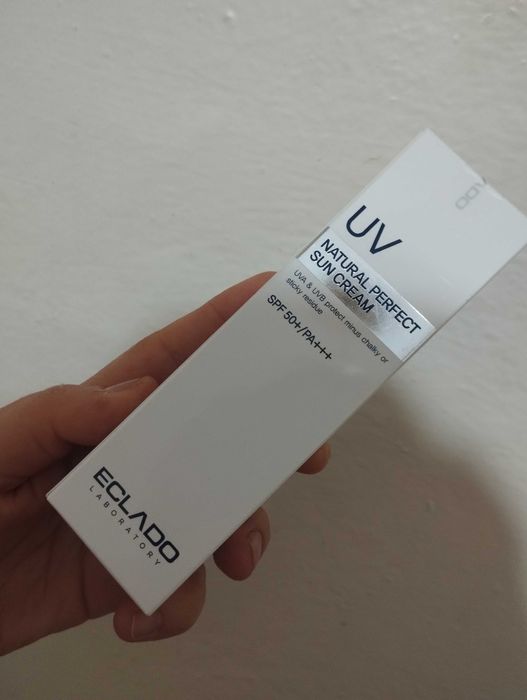 UV
NATURAL PERFECT
SUN CREAM
UVA & UVB protect minus chalky or
sticky residue
SPF 50+/PA+++
ECLADO
LABORATORY